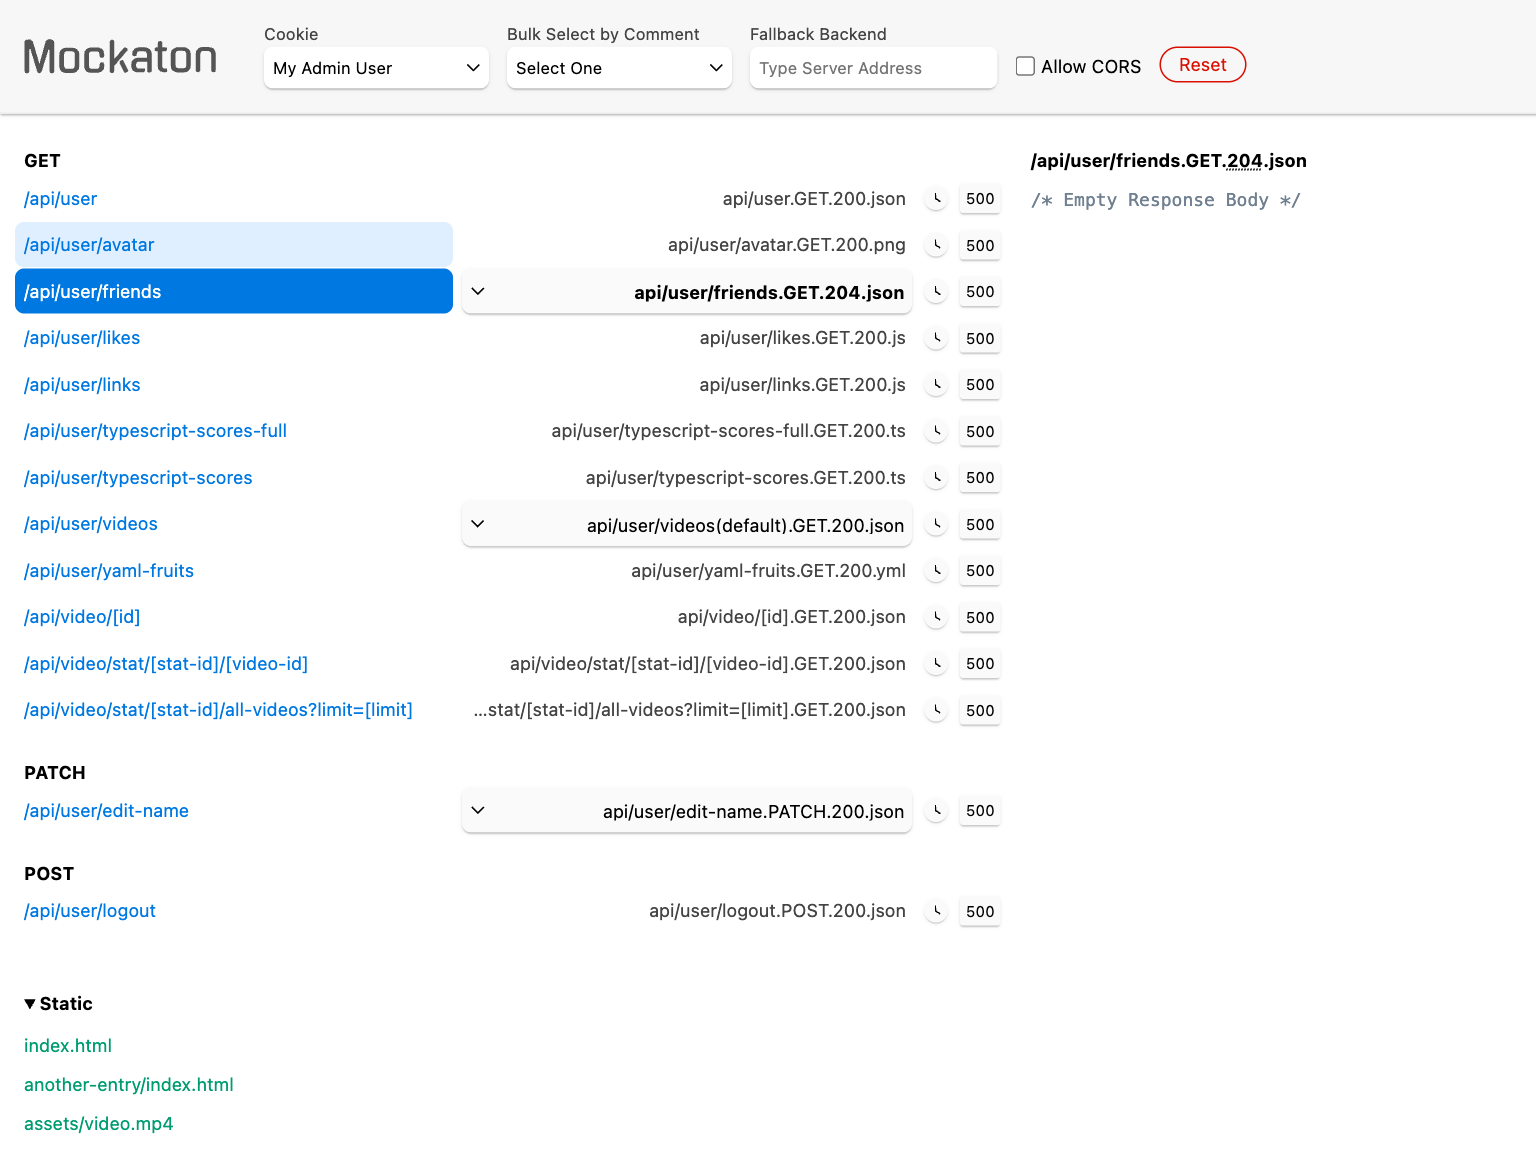 Mockaton
Cookie
My Admin User
Bulk Select by Comment
Select One
Fallback Backend
Type Server Address
Allow CORS
Reset
GET
/api/user api/user.GET.200.json 500
/api/user/avatar api/user/avatar.GET.200.png 500
/api/user/friends api/user/friends.GET.204.json 500
/api/user/likes api/user/likes.GET.200.js 500
/api/user/links api/user/links.GET.200.js 500
/api/user/typescript-scores-full api/user/typescript-scores-full.GET.200.ts 500
/api/user/typescript-scores api/user/typescript-scores.GET.200.ts 500
/api/user/videos api/user/videos(default).GET.200.json 500
/api/user/yaml-fruits api/user/yaml-fruits.GET.200.yml 500
/api/video/[id] api/video/[id].GET.200.json 500
/api/video/stat/[stat-id]/[video-id] api/video/stat/[stat-id]/[video-id].GET.200.json 500
/api/video/stat/[stat-id]/all-videos?limit=[limit] ...stat/[stat-id]/all-videos?limit=[limit].GET.200.json 500
PATCH
/api/user/edit-name api/user/edit-name.PATCH.200.json 500
POST
/api/user/logout api/user/logout.POST.200.json 500
Static
index.html
another-entry/index.html
assets/video.mp4
/api/user/friends.GET.204.json
/* Empty Response Body */